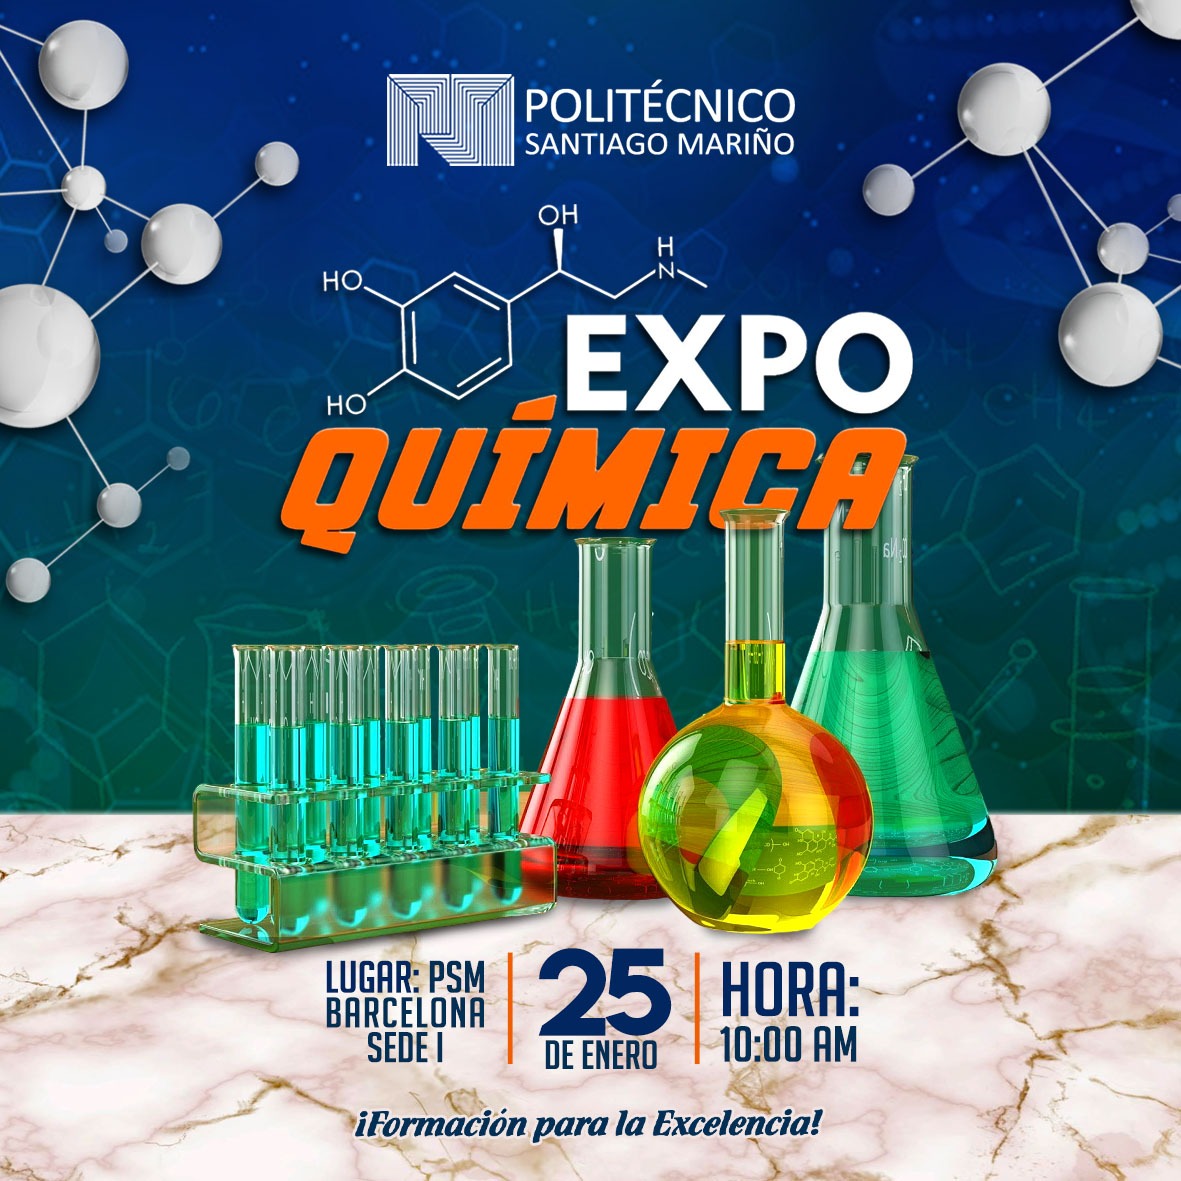 POLITÉCNICO
SANTIAGO MARIÑO
OH
H
N
HO
HO
EXPO
QUÍMICA
LUGAR: PSM
BARCELONA
SEDE I
25
DE ENERO
HORA:
10:00 AM
¡Formación para la Excelencia!